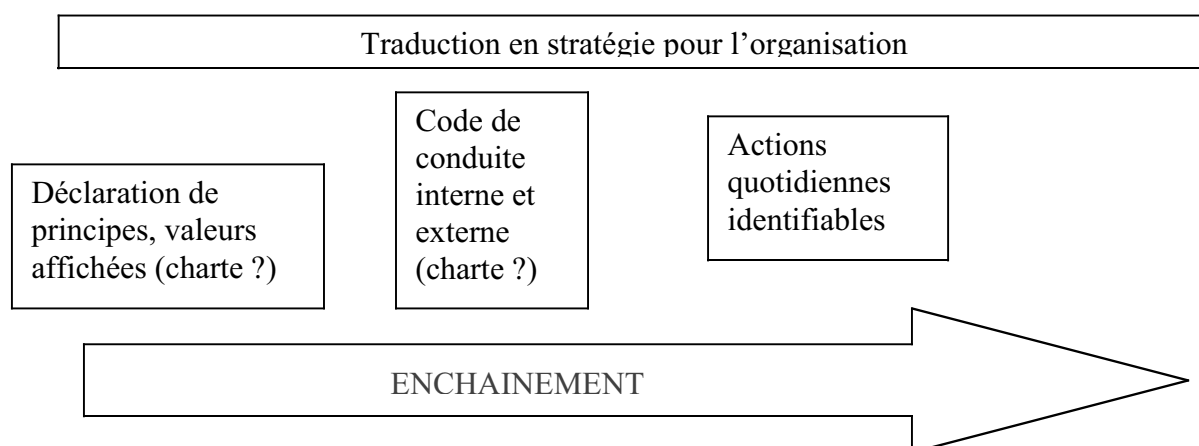 Traduction en stratégie pour l’organisation
Déclaration de
principes, valeurs
affichées (charte ?)
Code de
conduite
interne et
externe
(charte ?)
Actions
quotidiennes
identifiables
ENCHAINEMENT